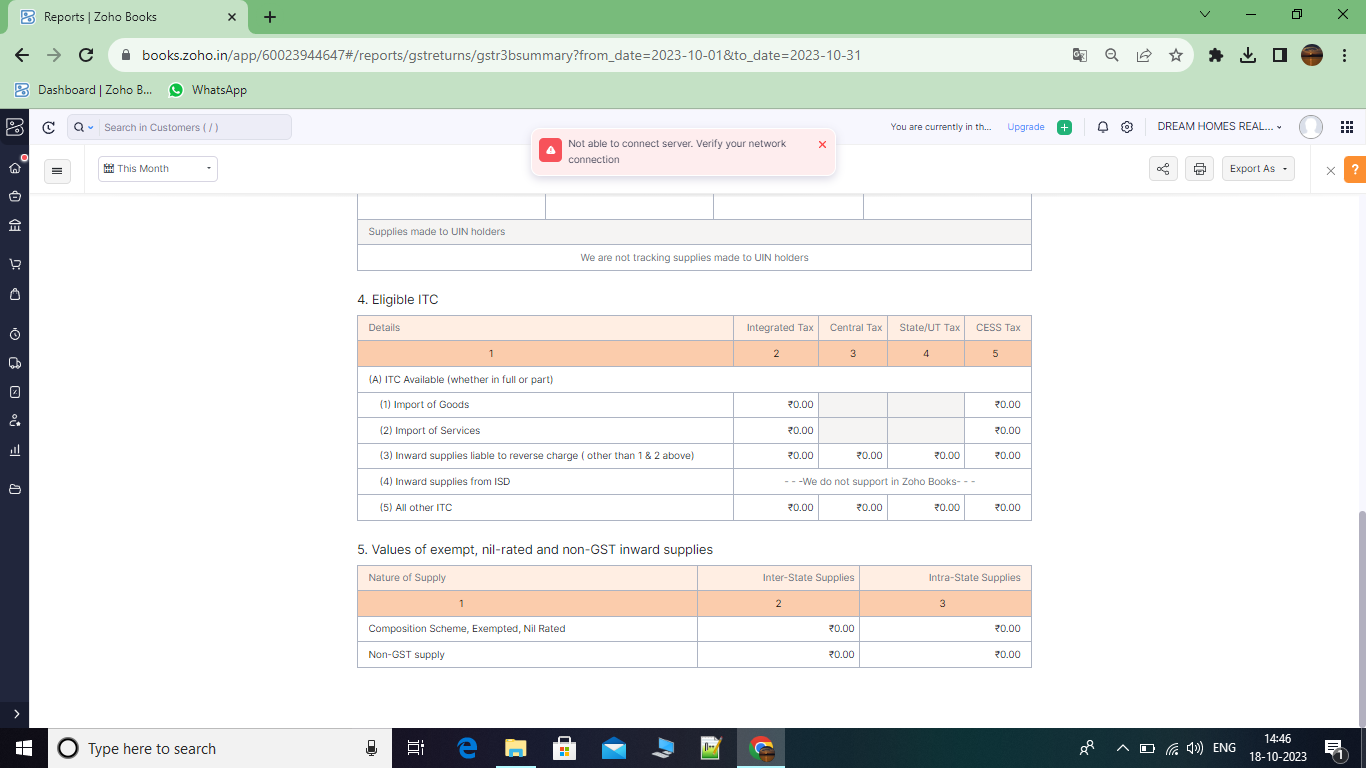 Reports | Zoho Books
books.zoho.in/app/60023944647#/reports/gstreturns/gstr3bsummary?from_date=2023-10-01&to_date=2023-10-31
Dashboard | Zoho B... WhatsApp
Search in Customers ( / )
You are currently in th... Upgrade
DREAM HOMES REAL...
Not able to connect server. Verify your network
connection
This Month
Export As
?
Supplies made to UIN holders
We are not tracking supplies made to UIN holders
4. Eligible ITC
Details Integrated Tax Central Tax State/UT Tax CESS Tax
1 2 3 4 5
(A) ITC Available (whether in full or part)
(1) Import of Goods ₹0.00 ₹0.00
(2) Import of Services ₹0.00 ₹0.00
(3) Inward supplies liable to reverse charge ( other than 1 & 2 above) ₹0.00 ₹0.00 ₹0.00 ₹0.00
(4) Inward supplies from ISD - - -We do not support in Zoho Books- - -
(5) All other ITC ₹0.00 ₹0.00 ₹0.00 ₹0.00
5. Values of exempt, nil-rated and non-GST inward supplies
Nature of Supply Inter-State Supplies Intra-State Supplies
1 2 3
Composition Scheme, Exempted, Nil Rated ₹0.00 ₹0.00
Non-GST supply ₹0.00 ₹0.00
Type here to search
ENG
14:46
18-10-2023
1